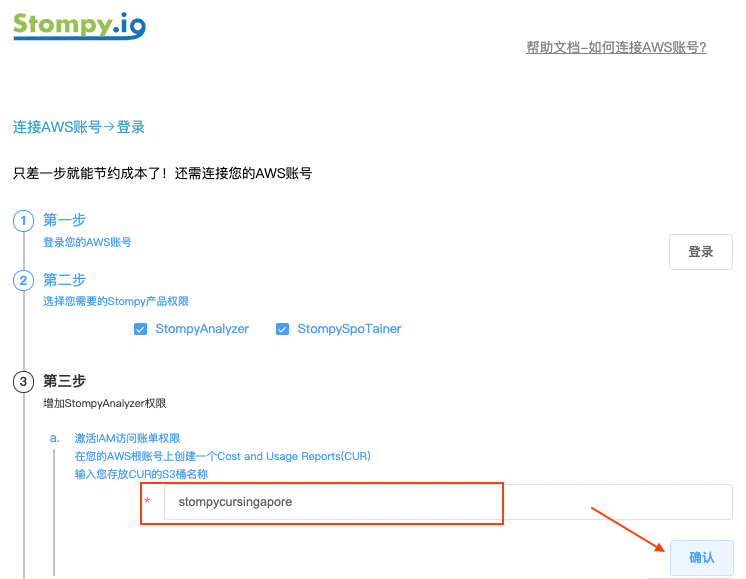 Stompy.io
帮助文档-如何连接AWS账号?
连接AWS账号→登录
只差一步就能节约成本了！还需连接您的AWS账号
1 第一步
登录您的AWS账号
登录
2 第二步
选择您需要的Stompy产品权限
StompyAnalyzer StompySpoTainer
3 第三步
增加StompyAnalyzer权限
a. 激活IAM访问账单权限
在您的AWS根账号上创建一个Cost and Usage Reports(CUR)
输入您存放CUR的S3桶名称
* stompycursingapore
确认